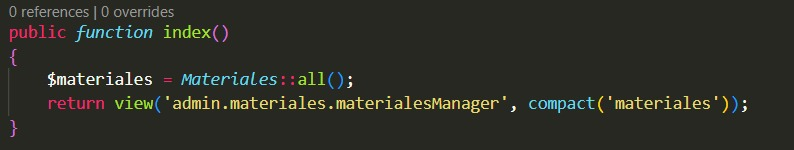 0 references | 0 overrides
public function index()
{
    $materiales = Materiales::all();
    return view('admin.materiales.materialesManager', compact('materiales'));
}